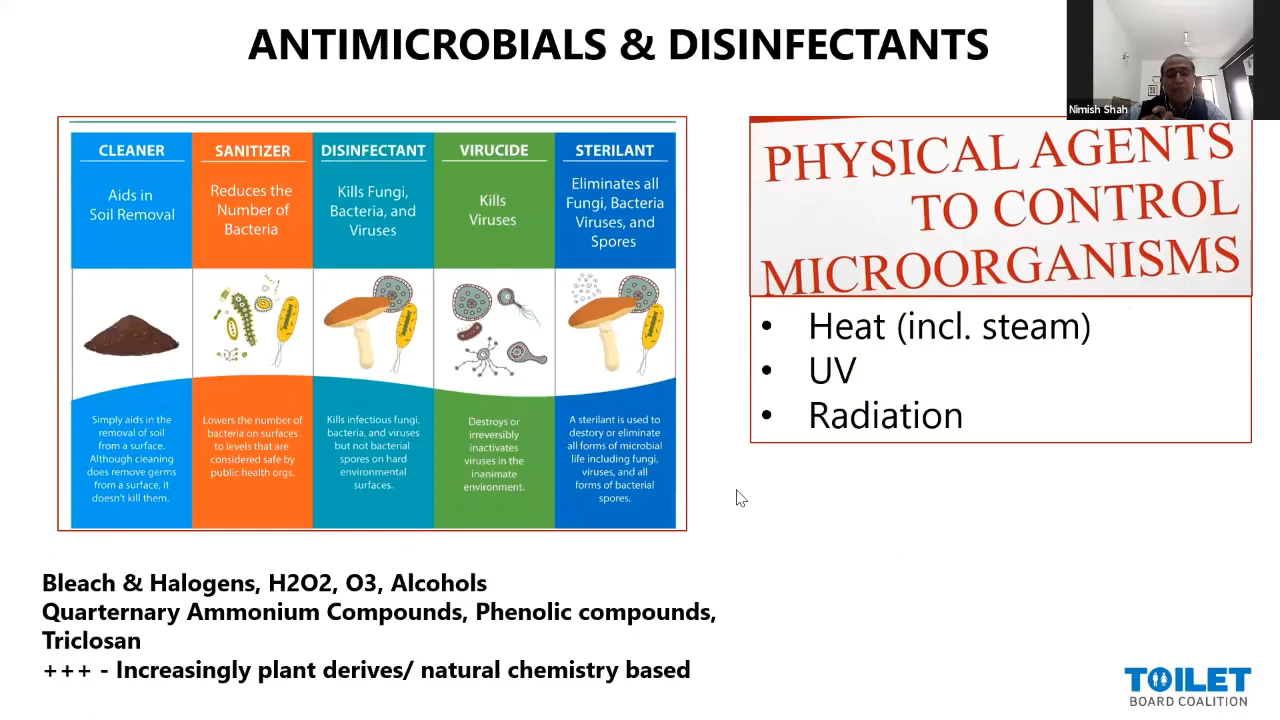 ANTIMICROBIALS & DISINFECTANTS
Nimish Shah
CLEANER
Aids in
Soil Removal
Simply aids in the
removal of soil
from a surface.
Although cleaning
does remove germs
from a surface, it
doesn't kill them.
SANITIZER
Reduces the
Number of
Bacteria
Lowers the number of
bacteria on surfaces
to levels that are
considered safe by
public health orgs.
DISINFECTANT
Kills Fungi,
Bacteria, and
Viruses
Kills infectious fungi,
bacteria, and viruses
but not bacterial
spores on hard
environmental
surfaces.
VIRUCIDE
Kills
Viruses
Destroys or
irreversibly
inactivates
viruses in the
inanimate
environment.
STERILANT
Eliminates all
Fungi, Bacteria
Viruses, and
Spores
A sterilant is used to
destory or eliminate
all forms of microbial
life including fungi,
viruses, and all
forms of bacterial
spores.
PHYSICAL AGENTS
TO CONTROL
MICROORGANISMS
• Heat (incl. steam)
• UV
• Radiation
Bleach & Halogens, H2O2, O3, Alcohols
Quarternary Ammonium Compounds, Phenolic compounds,
Triclosan
+++ - Increasingly plant derives/ natural chemistry based
TOILET
BOARD COALITION